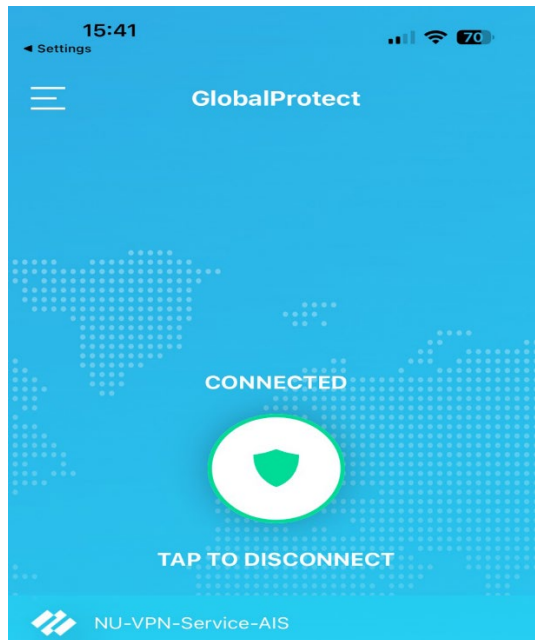 15:41
70
◄ Settings
GlobalProtect
CONNECTED
TAP TO DISCONNECT
NU-VPN-Service-AIS